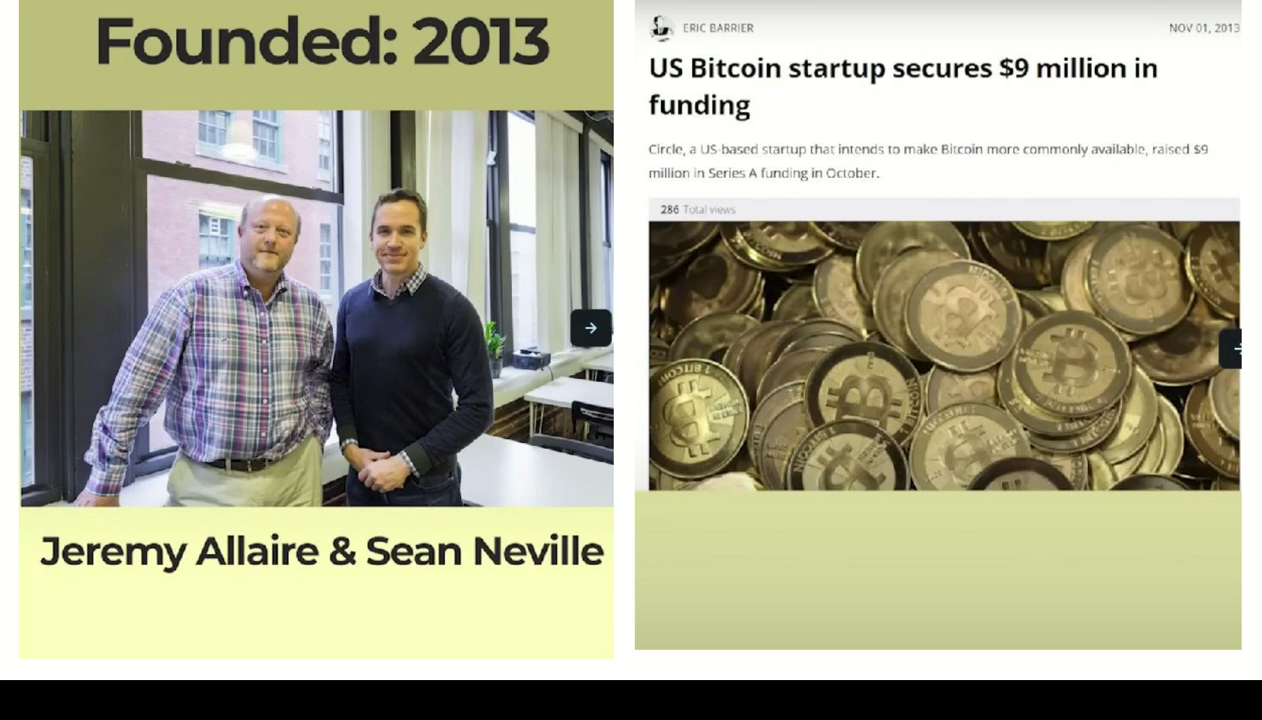 Founded: 2013
Jeremy Allaire & Sean Neville
ERIC BARRIER
NOV 01, 2013
US Bitcoin startup secures $9 million in
funding
Circle, a US-based startup that intends to make Bitcoin more commonly available, raised $9
million in Series A funding in October.
286 Total views